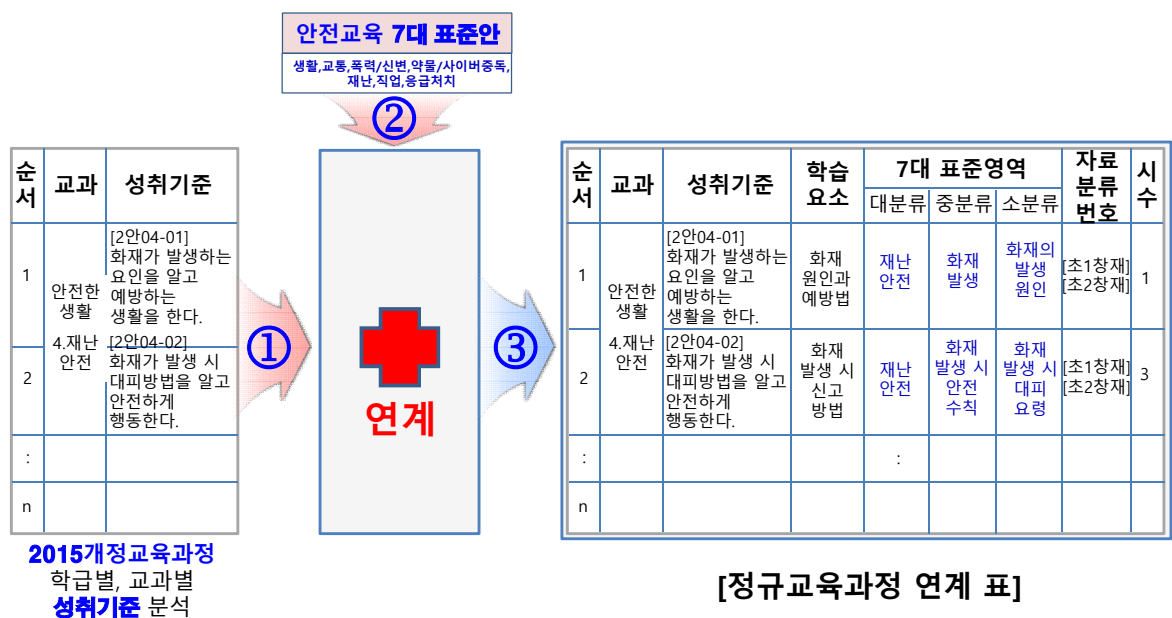 안전교육 7대 표준안
생활,교통,폭력/신변,약물/사이버중독,
재난,직업,응급처치
②
순서
교과
성취기준
1
안전한
생활
4.재난
안전
[2안04-01]
화재가 발생하는
요인을 알고
예방하는
생활을 한다.
2
[2안04-02]
화재가 발생 시
대피방법을 알고
안전하게
행동한다.
:
n
2015개정교육과정
학급별, 교과별
성취기준 분석
①
연계
③
순서
교과
성취기준
학습
요소
7대 표준영역
대분류 중분류 소분류
자료
분류
번호
시수
1
안전한
생활
4.재난
안전
[2안04-01]
화재가 발생하는
요인을 알고
예방하는
생활을 한다.
화재
원인과
예방법
재난
안전
화재
발생
화재의
발생
원인
[초1창재]
[초2창재]
1
2
[2안04-02]
화재가 발생 시
대피방법을 알고
안전하게
행동한다.
화재
발생 시
신고
방법
재난
안전
화재
발생 시
안전
수칙
화재
발생 시
대피
요령
[초1창재]
[초2창재]
3
:
:
n
[정규교육과정 연계 표]